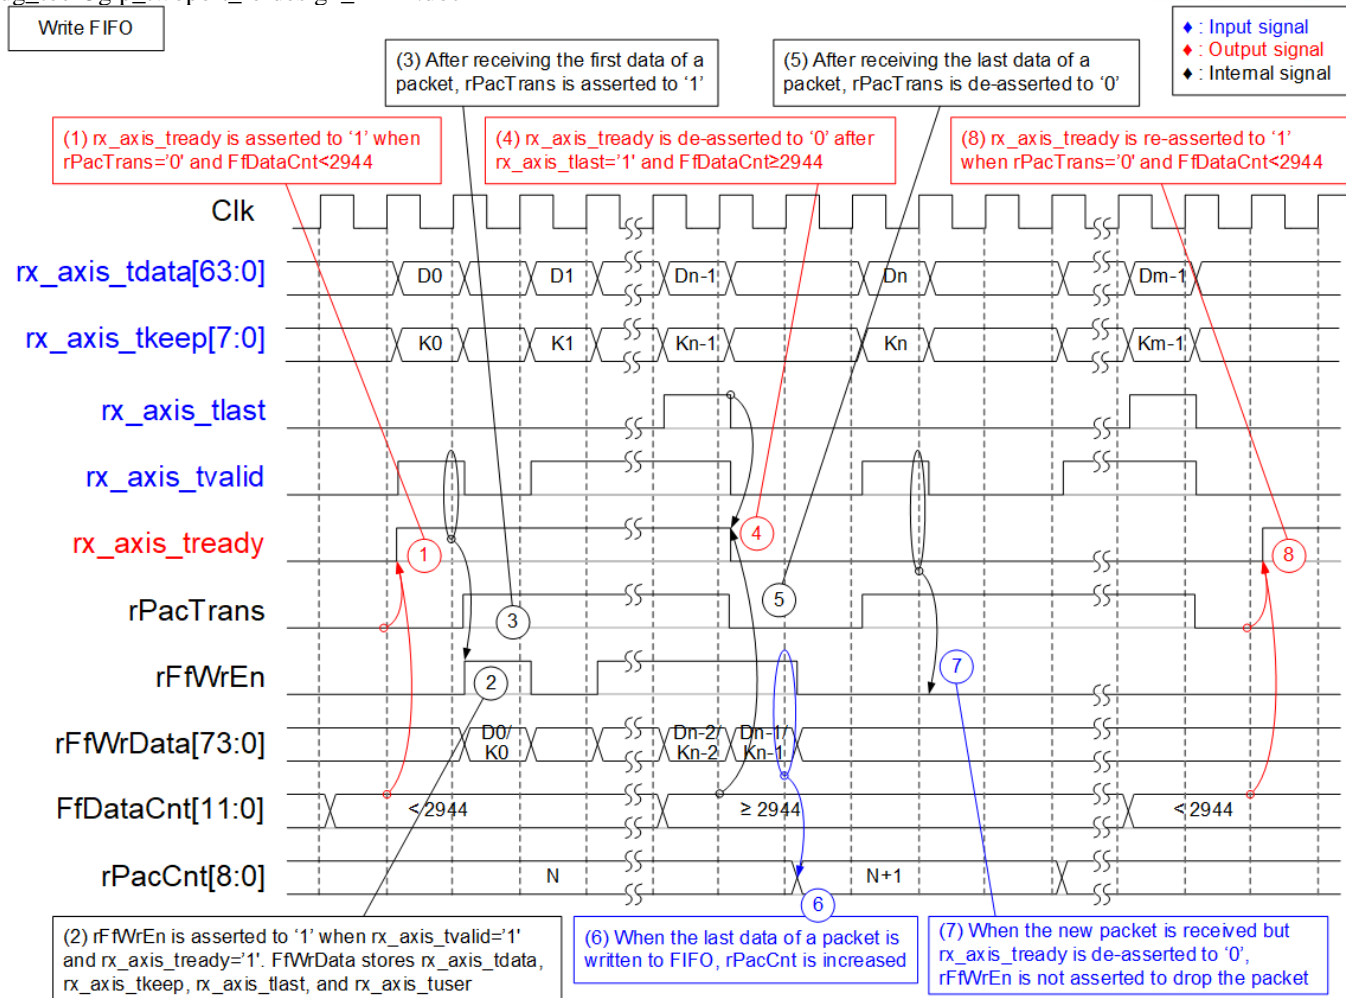 Write FIFO
♦ : Input signal
♦ : Output signal
♦ : Internal signal
(3) After receiving the first data of a
packet, rPacTrans is asserted to ‘1’
(5) After receiving the last data of a
packet, rPacTrans is de-asserted to ‘0’
(1) rx_axis_tready is asserted to ‘1’ when
rPacTrans=’0’ and FfDataCnt<2944
(4) rx_axis_tready is de-asserted to ‘0’ after
rx_axis_tlast=’1’ and FfDataCnt≥2944
(8) rx_axis_tready is re-asserted to ‘1’
when rPacTrans=’0’ and FfDataCnt<2944
Clk
rx_axis_tdata[63:0]
D0
D1
Dn-1
Dn
Dm-1
rx_axis_tkeep[7:0]
K0
K1
Kn-1
Kn
Km-1
rx_axis_tlast
rx_axis_tvalid
rx_axis_tready
1
4
8
rPacTrans
3
5
rFfWrEn
2
7
rFfWrData[73:0]
D0/
K0
Dn-2/
Kn-2
Dn-1/
Kn-1
FfDataCnt[11:0]
< 2944
≥ 2944
< 2944
rPacCnt[8:0]
N
N+1
6
(2) rFfWrEn is asserted to ‘1’ when rx_axis_tvalid=’1’
and rx_axis_tready=’1’. FfWrData stores rx_axis_tdata,
rx_axis_tkeep, rx_axis_tlast, and rx_axis_tuser
(6) When the last data of a packet is
written to FIFO, rPacCnt is increased
(7) When the new packet is received but
rx_axis_tready is de-asserted to ‘0’,
rFfWrEn is not asserted to drop the packet